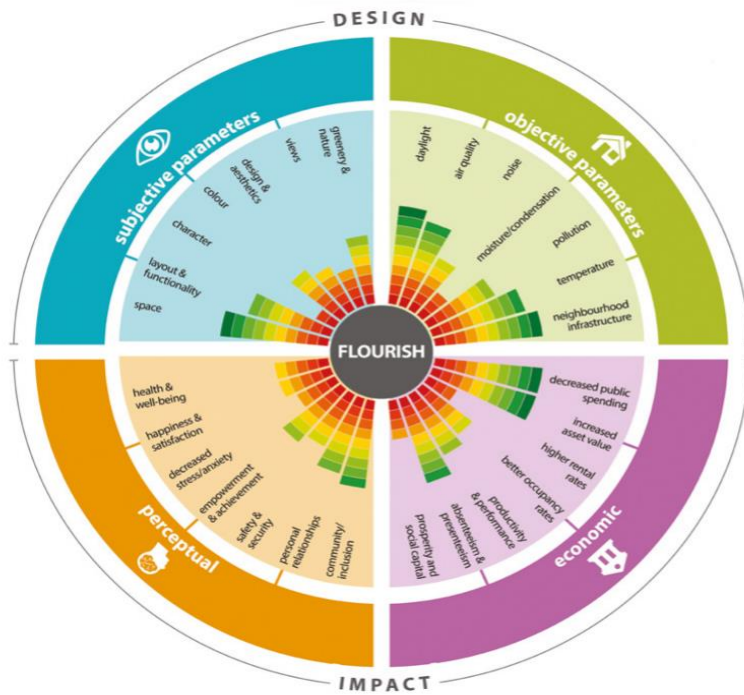 DESIGN
subjective parameters
objective parameters
greenery &
nature
views
design &
aesthetics
colour
character
layout &
functionality
space
daylight
air quality
noise
moisture/condensation
pollution
temperature
neighbourhood
infrastructure
FLOURISH
health &
well-being
happiness &
satisfaction
decreased
stress/anxiety
empowerment
& achievement
safety &
security
personal
relationships
community/
inclusion
decreased public
spending
increased
asset value
higher rental
rates
better occupancy
rates
productivity
& performance
absenteeism &
presenteeism
prosperity and
social capital
perceptual
economic
IMPACT